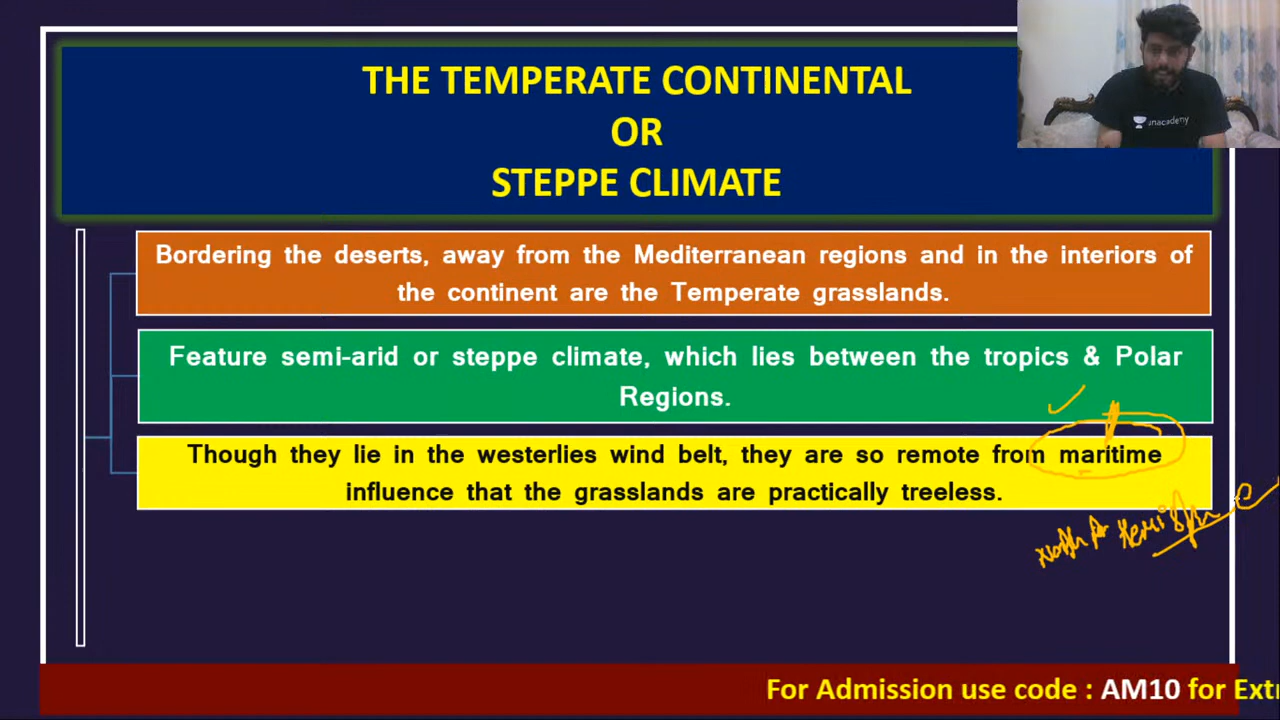 THE TEMPERATE CONTINENTAL
OR
STEPPE CLIMATE
unacademy
Bordering the deserts, away from the Mediterranean regions and in the interiors of
the continent are the Temperate grasslands.
Feature semi-arid or steppe climate, which lies between the tropics & Polar
Regions.
Though they lie in the westerlies wind belt, they are so remote from maritime
influence that the grasslands are practically treeless.
For Admission use code : AM10 for Ext